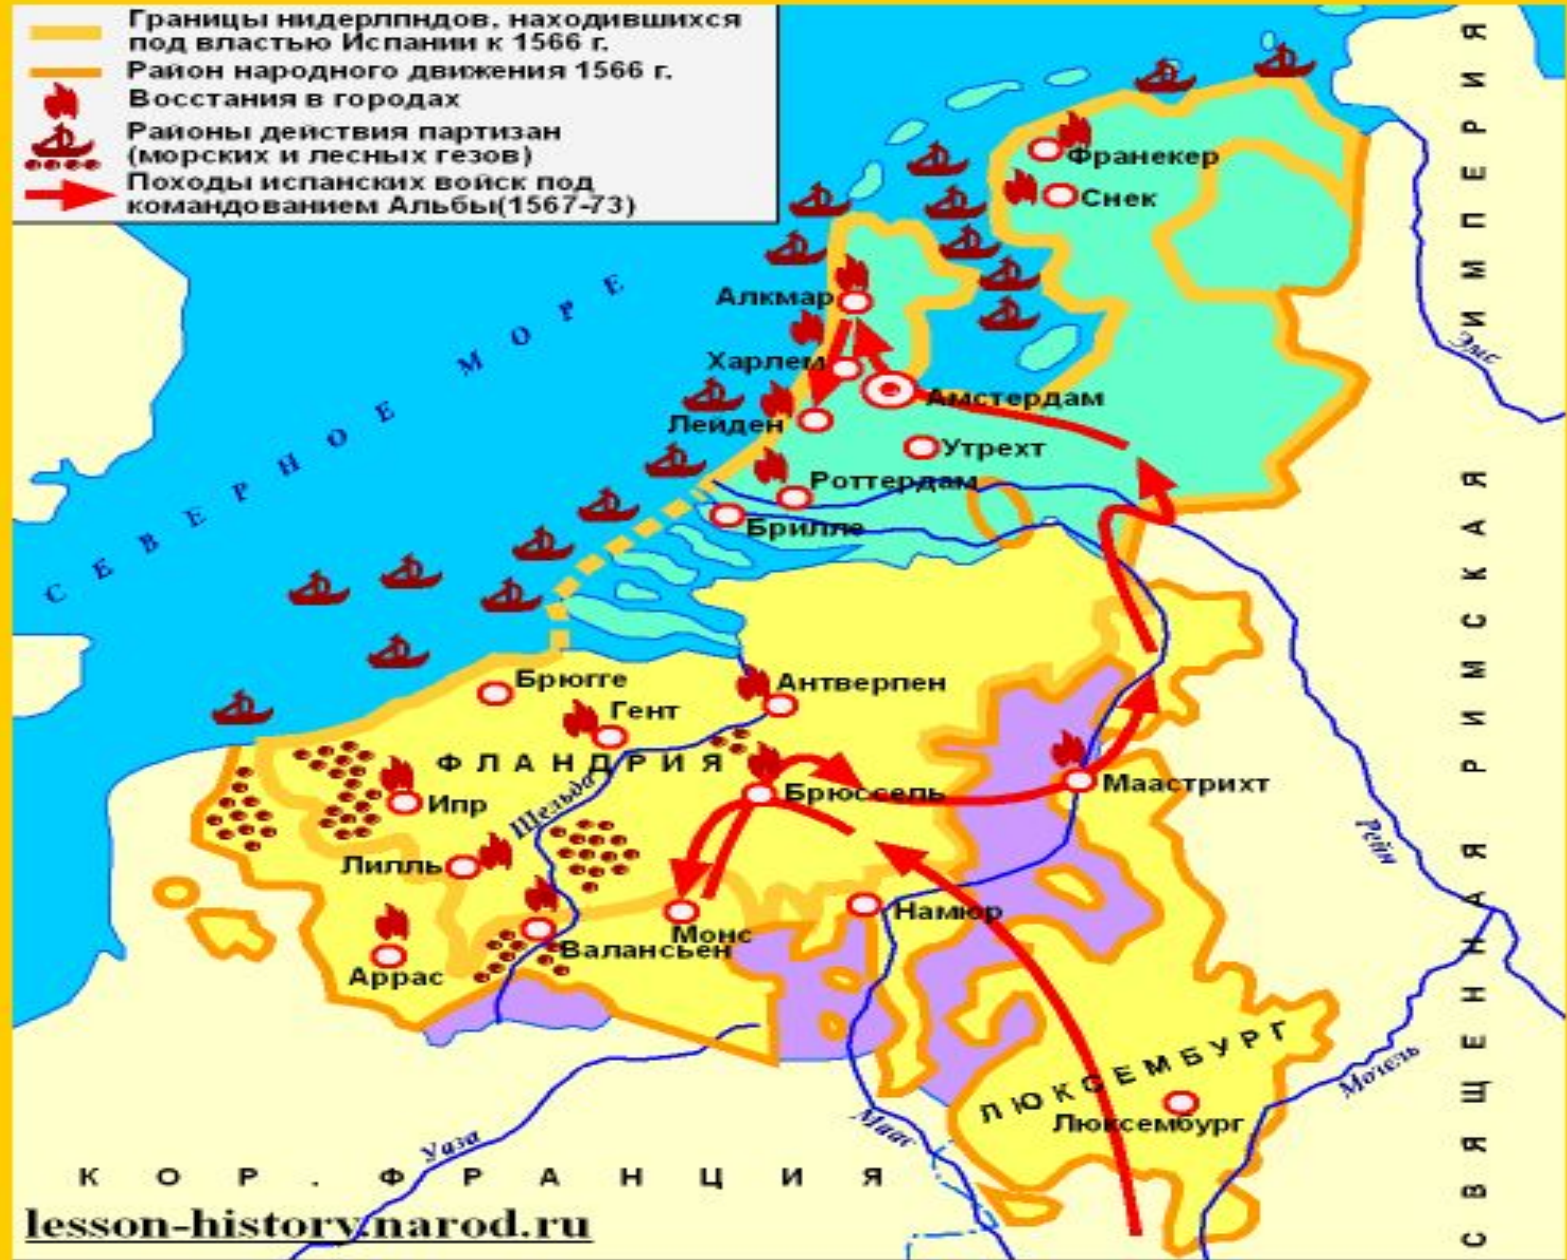 Границы нидерлпндов, находившихся
под властью Испании к 1566 г.
Район народного движения 1566 г.
Восстания в городах
Районы действия партизан
(морских и лесных гезов)
Походы испанских войск под
командованием Альбы(1567-73)
СЕВЕРНОЕ МОРЕ
Франекер
Снек
Алкмар
Харлем
Амстердам
Лейден
Утрехт
Роттердам
Брилле
Эмс
Брюгге
Антверпен
Гент
ФЛАНДРИЯ
Брюссель
Маастрихт
Ипр
Шельда
Лилль
Рейн
Намюр
Монс
Валансьен
Аррас
ЛЮКСЕМБУРГ
Люксембург
Мозель
Маас
Уаза
КОР. ФРАНЦИЯ
СВЯЩЕННАЯ РИМСКАЯ ИМПЕРИЯ
lesson-history.narod.ru